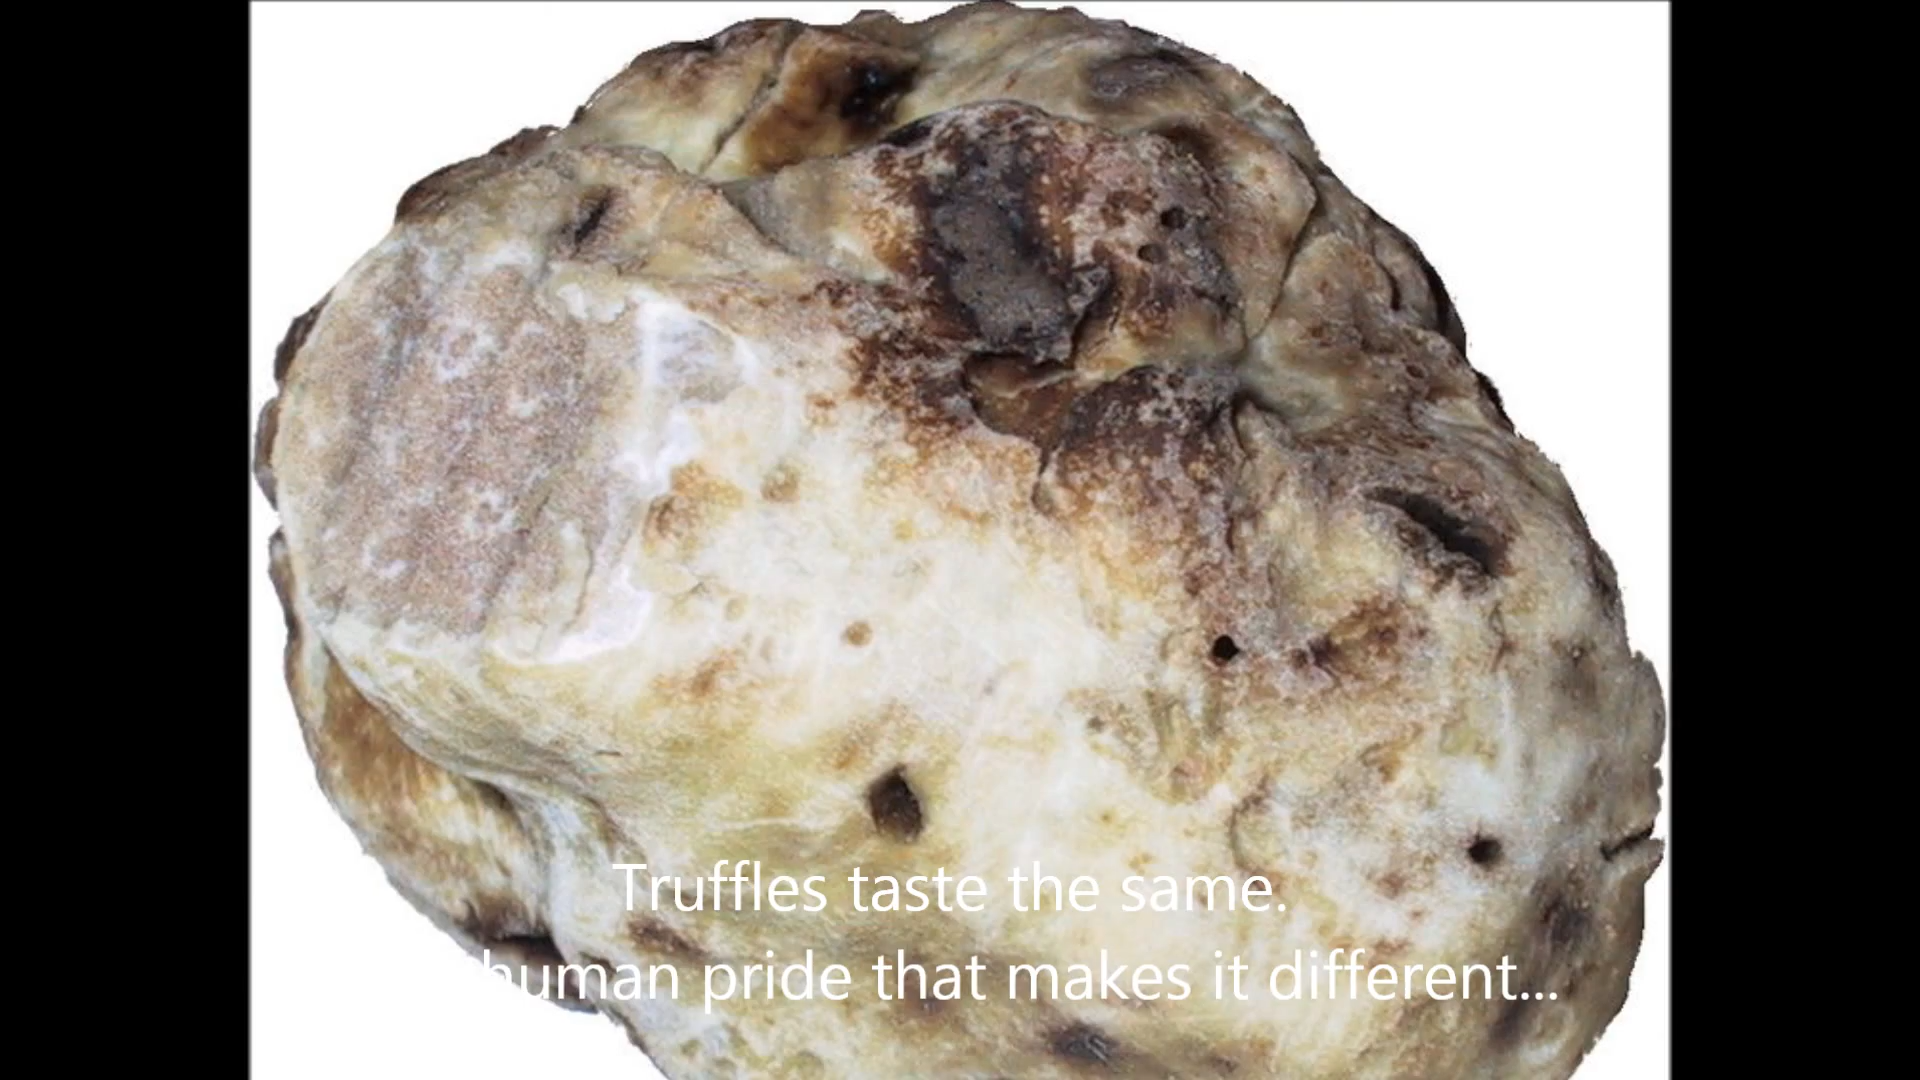 Truffles taste the same.
human pride that makes it different...